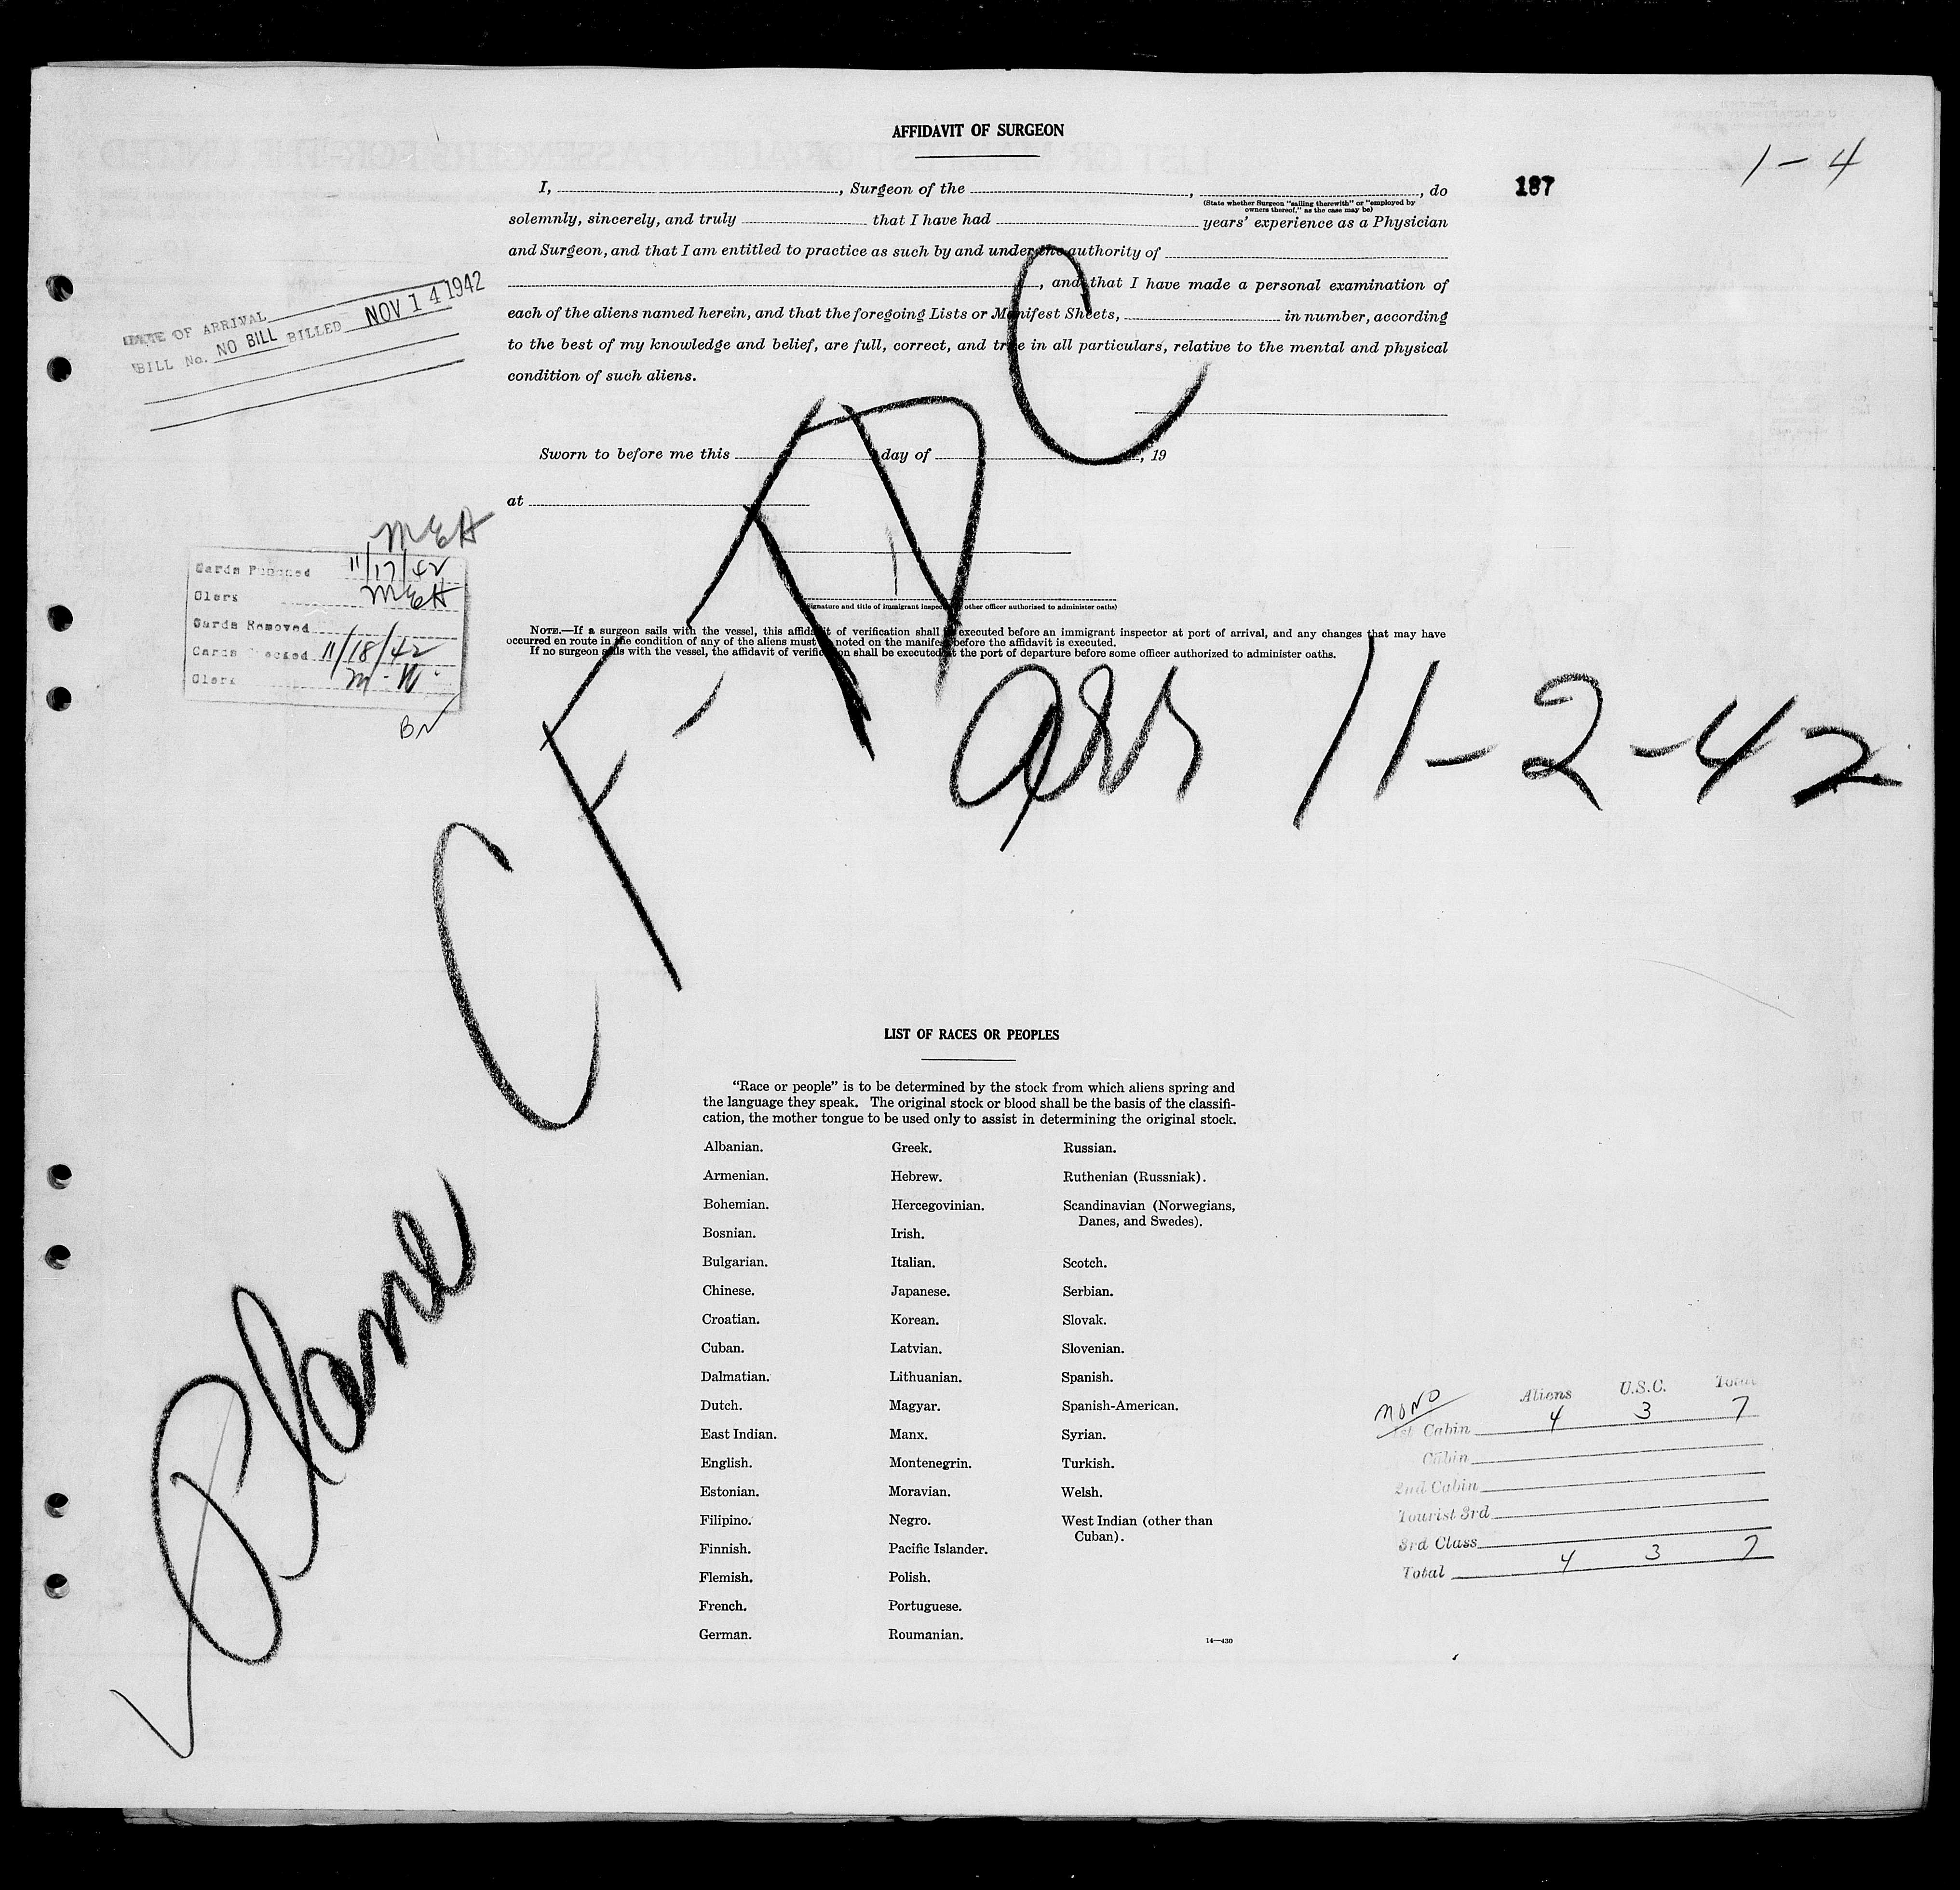 AFFIDAVIT OF SURGEON
1 - 4
187
I, , Surgeon of the , , do
(State whether Surgeon "sailing therewith" or "employed by
owners thereof," as the case may be)
solemnly, sincerely, and truly that I have had years' experience as a Physician
and Surgeon, and that I am entitled to practice as such by and under the authority of
, and that I have made a personal examination of
each of the aliens named herein, and that the foregoing Lists or Manifest Sheets, in number, according
to the best of my knowledge and belief, are full, correct, and true in all particulars, relative to the mental and physical
condition of such aliens.
DATE OF ARRIVAL
BILL No. NO BILL BILLED NOV 14 1942
Sworn to before me this day of , 19
at
(Signature and title of immigrant inspector or other officer authorized to administer oaths)
NOTE.—If a surgeon sails with the vessel, this affidavit of verification shall be executed before an immigrant inspector at port of arrival, and any changes that may have
occurred en route in the condition of any of the aliens must be noted on the manifest before the affidavit is executed.
If no surgeon sails with the vessel, the affidavit of verification shall be executed at the port of departure before some officer authorized to administer oaths.
MEH
Cards Punched 11/17/42
Clerk MEH
Cards Removed
Cards Checked 11/18/42
Clerk M.W.
Plane CF-TDC
arr 11-2-42
LIST OF RACES OR PEOPLES
"Race or people" is to be determined by the stock from which aliens spring and
the language they speak. The original stock or blood shall be the basis of the classifi-
cation, the mother tongue to be used only to assist in determining the original stock.
Albanian.
Armenian.
Bohemian.
Bosnian.
Bulgarian.
Chinese.
Croatian.
Cuban.
Dalmatian.
Dutch.
East Indian.
English.
Estonian.
Filipino.
Finnish.
Flemish.
French.
German.
Greek.
Hebrew.
Hercegovinian.
Irish.
Italian.
Japanese.
Korean.
Latvian.
Lithuanian.
Magyar.
Manx.
Montenegrin.
Moravian.
Negro.
Pacific Islander.
Polish.
Portuguese.
Roumanian.
Russian.
Ruthenian (Russniak).
Scandinavian (Norwegians,
Danes, and Swedes).
Scotch.
Serbian.
Slovak.
Slovenian.
Spanish.
Spanish-American.
Syrian.
Turkish.
Welsh.
West Indian (other than
Cuban).
14—430
Aliens U.S.C. Total
1st Cabin 4 3 7
Cabin
2nd Cabin
Tourist 3rd
3rd Class
Total 4 3 7